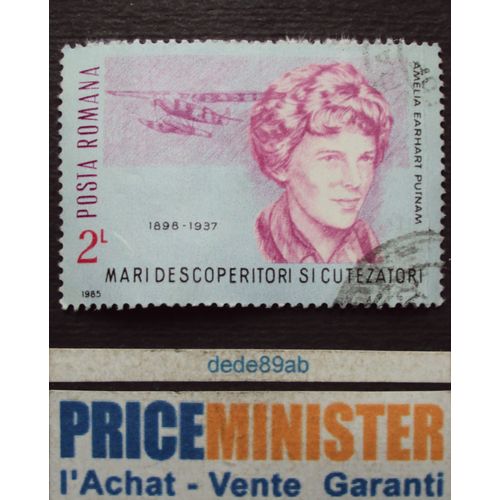 POSTA ROMANA
AMELIA EARHART PUTNAM
1898-1937
2L
MARI DESCOPERITORI SI CUTEZATORI
1985
dede89ab
PRICEMINISTER
l'Achat - Vente Garanti